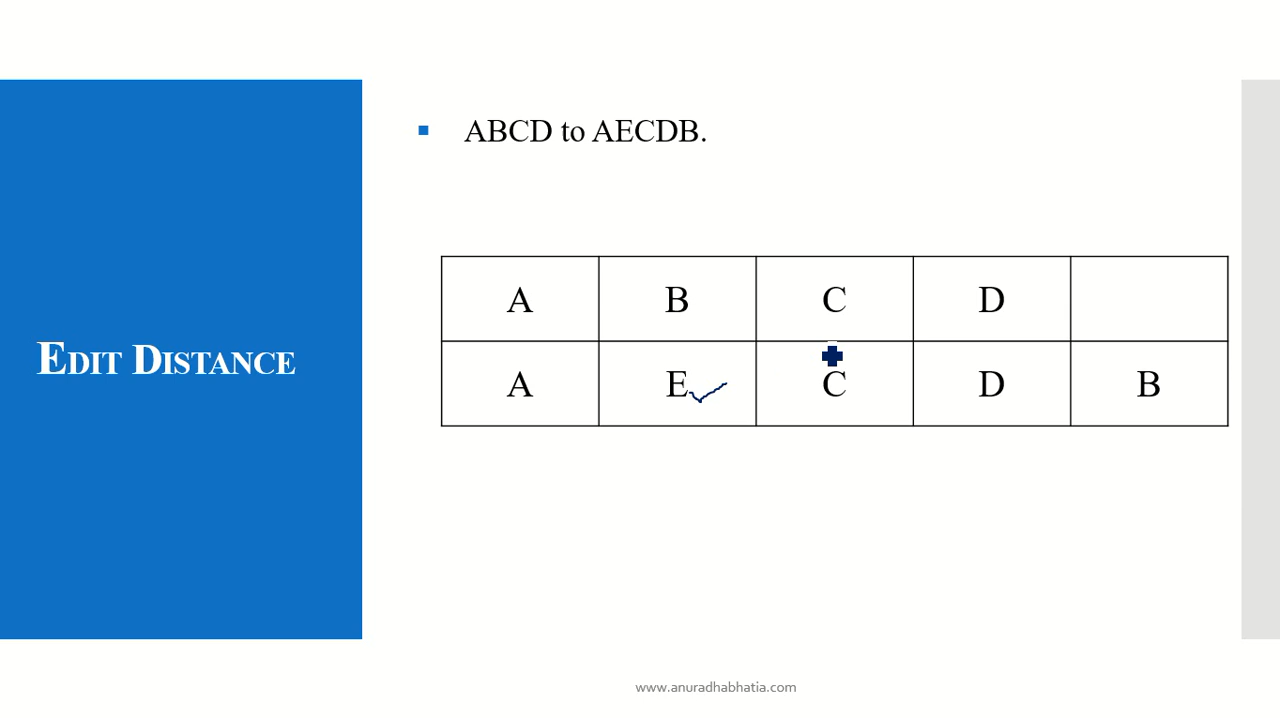 ABCD to AECDB.
A B C D
EDIT DISTANCE
A E C D B
www.anuradhabhatia.com